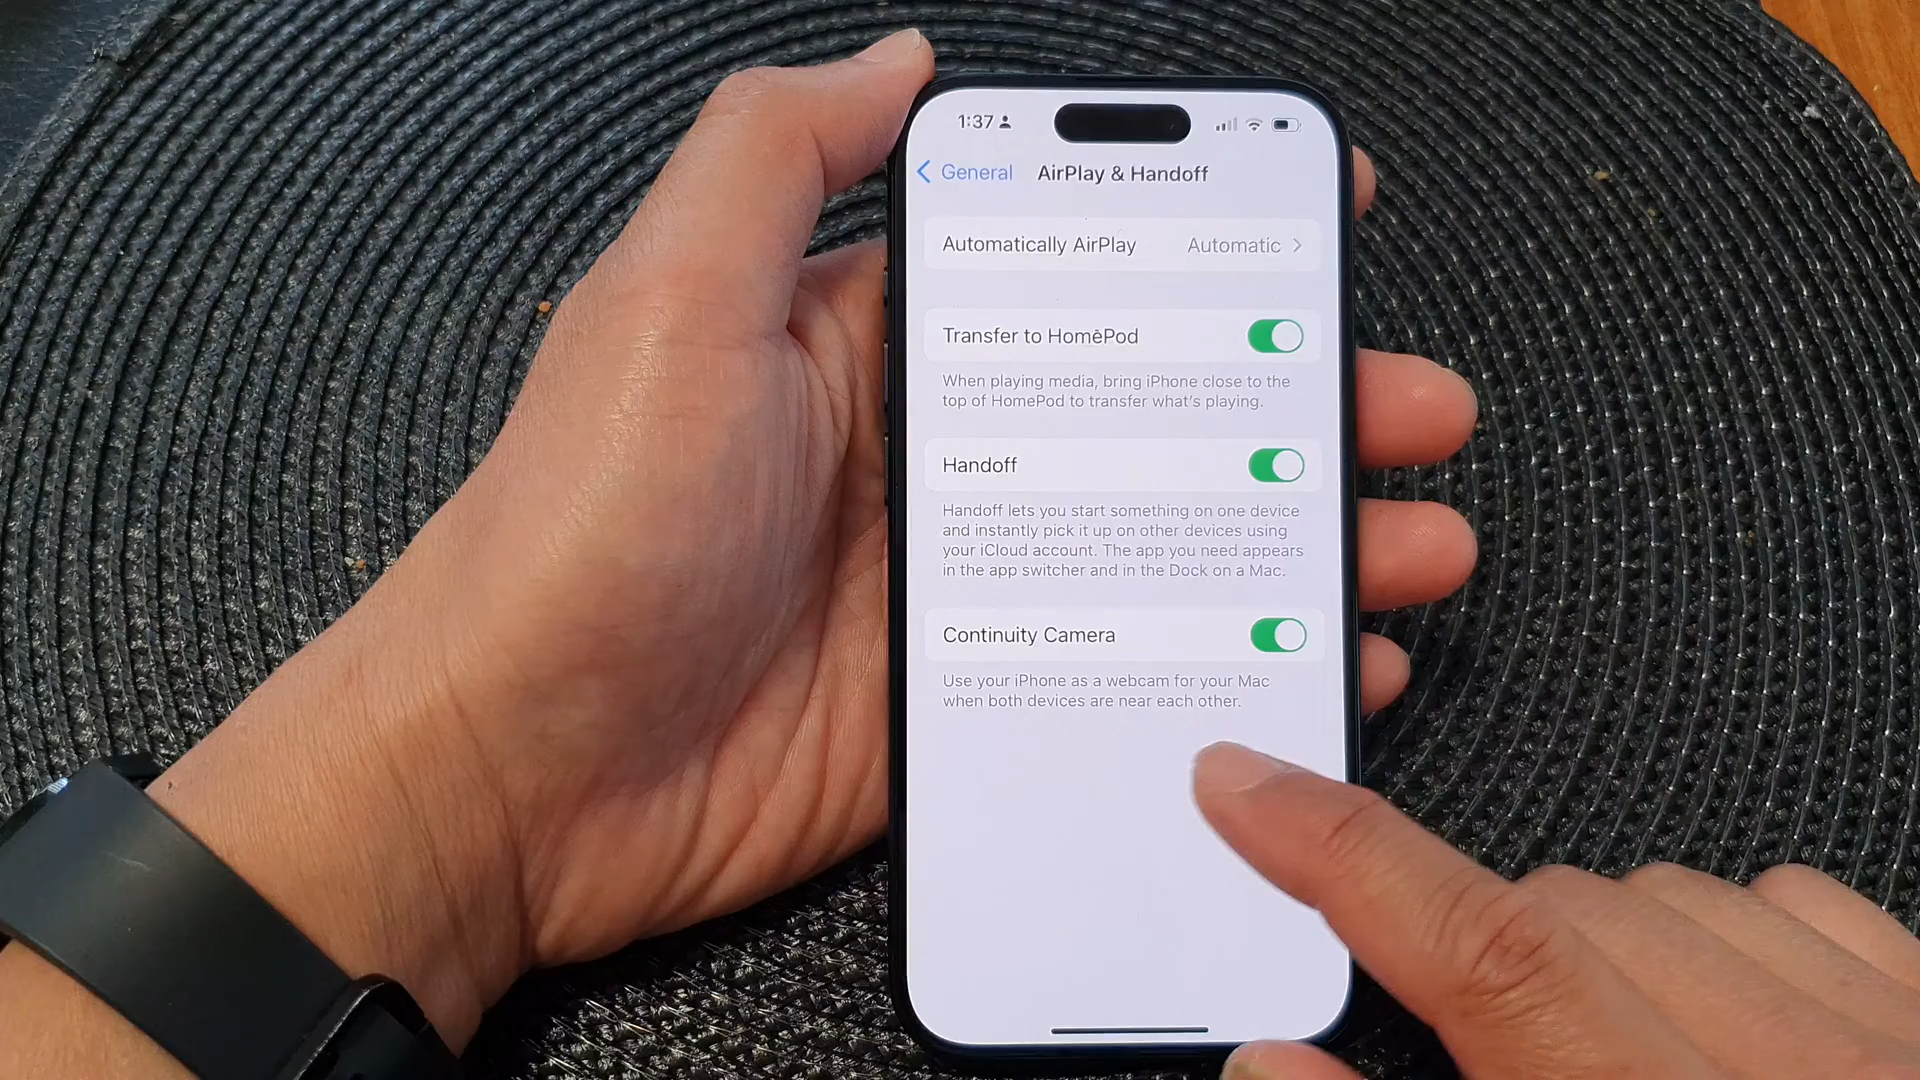 1:37
General
AirPlay & Handoff
Automatically AirPlay Automatic
Transfer to HomePod
When playing media, bring iPhone close to the
top of HomePod to transfer what's playing.
Handoff
Handoff lets you start something on one device
and instantly pick it up on other devices using
your iCloud account. The app you need appears
in the app switcher and in the Dock on a Mac.
Continuity Camera
Use your iPhone as a webcam for your Mac
when both devices are near each other.